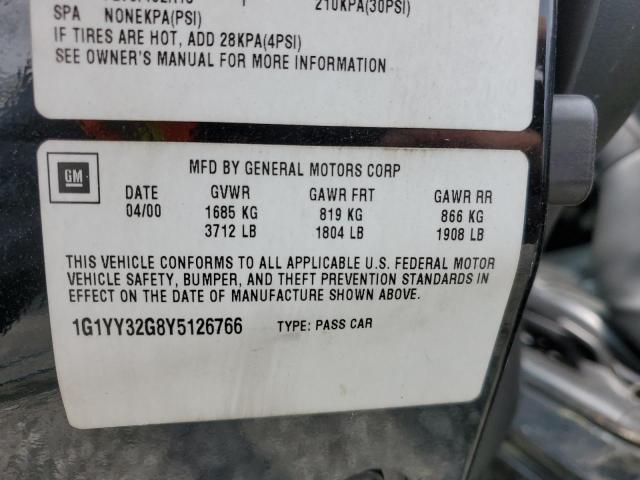 210KPA(30PSI)
SPA NONEKPA(PSI)
IF TIRES ARE HOT, ADD 28KPA(4PSI)
SEE OWNER'S MANUAL FOR MORE INFORMATION
GM
MFD BY GENERAL MOTORS CORP
DATE GVWR GAWR FRT GAWR RR
04/00 1685 KG 819 KG 866 KG
3712 LB 1804 LB 1908 LB
THIS VEHICLE CONFORMS TO ALL APPLICABLE U.S. FEDERAL MOTOR
VEHICLE SAFETY, BUMPER, AND THEFT PREVENTION STANDARDS IN
EFFECT ON THE DATE OF MANUFACTURE SHOWN ABOVE.
1G1YY32G8Y5126766 TYPE: PASS CAR